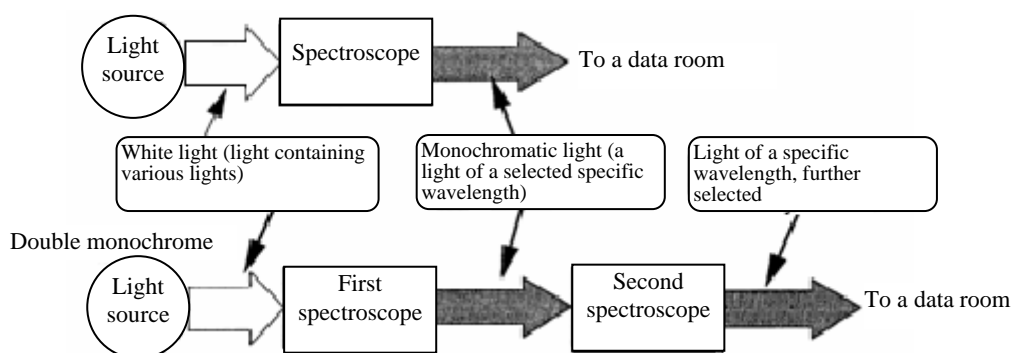 Light
source
Spectroscope
To a data room
White light (light containing
various lights)
Monochromatic light (a
light of a selected specific
wavelength)
Light of a specific
wavelength, further
selected
Double monochrome
Light
source
First
spectroscope
Second
spectroscope
To a data room